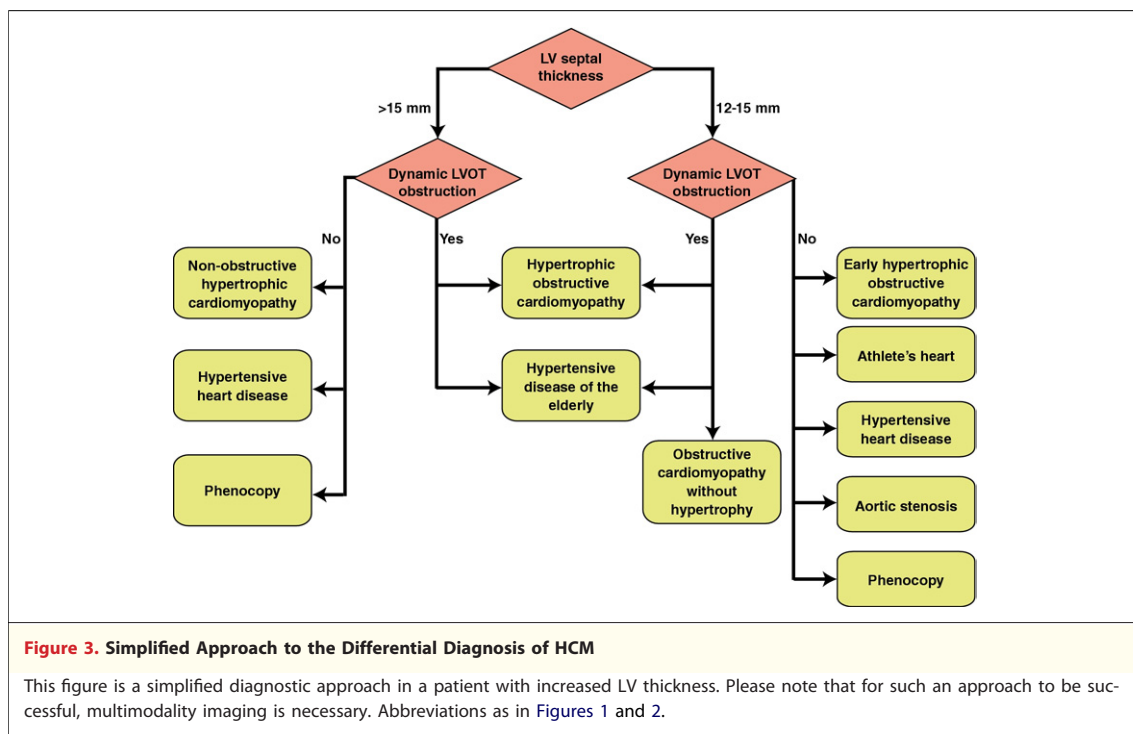 LV septal
thickness
>15 mm
12-15 mm
Dynamic LVOT
obstruction
Dynamic LVOT
obstruction
No
Yes
Yes
No
Non-obstructive
hypertrophic
cardiomyopathy
Hypertrophic
obstructive
cardiomyopathy
Early hypertrophic
obstructive
cardiomyopathy
Athlete's heart
Hypertensive
heart disease
Hypertensive
disease of the
elderly
Hypertensive
heart disease
Phenocopy
Obstructive
cardiomyopathy
without
hypertrophy
Aortic stenosis
Phenocopy
Figure 3. Simplified Approach to the Differential Diagnosis of HCM
This figure is a simplified diagnostic approach in a patient with increased LV thickness. Please note that for such an approach to be suc-
cessful, multimodality imaging is necessary. Abbreviations as in Figures 1 and 2.